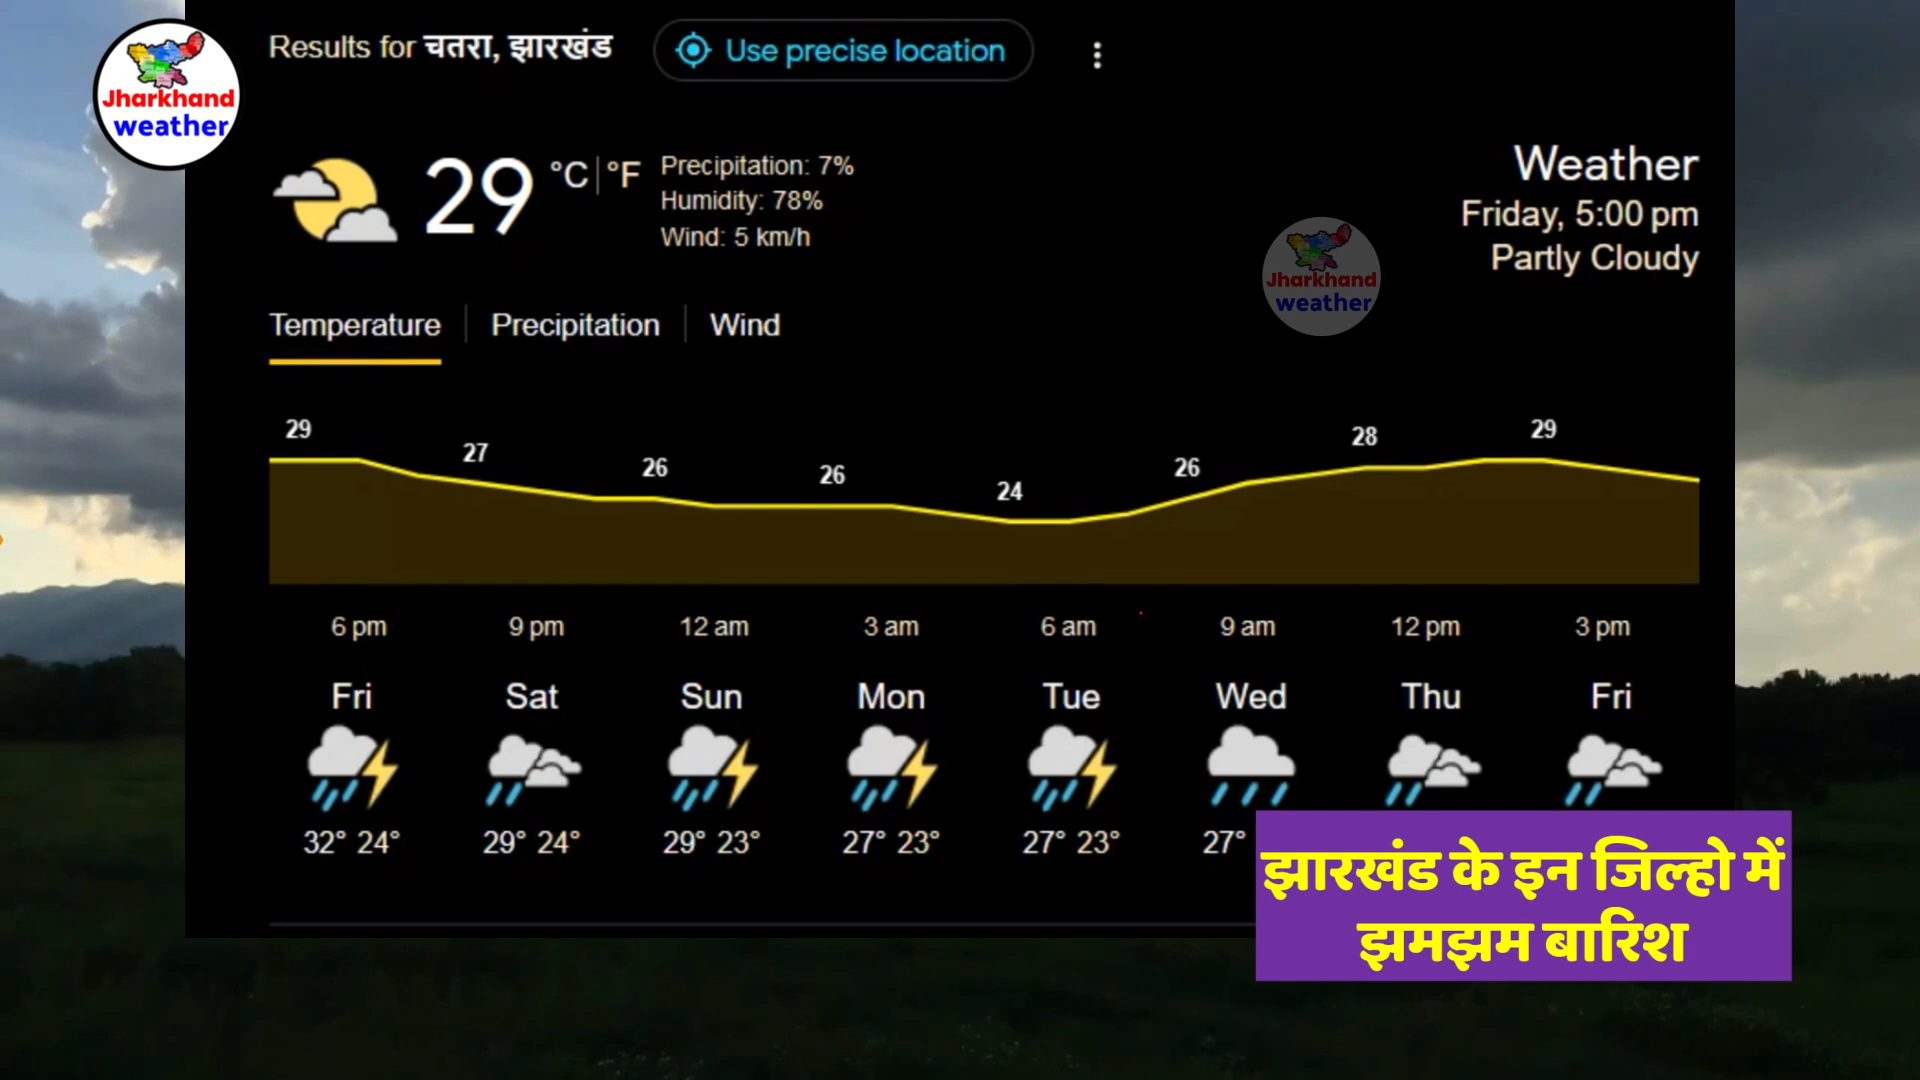 Jharkhand
weather
Results for चतरा, झारखंड
Use precise location
29 °C | °F
Precipitation: 7%
Humidity: 78%
Wind: 5 km/h
Weather
Friday, 5:00 pm
Partly Cloudy
Jharkhand
weather
Temperature | Precipitation | Wind
29 27 26 26 24 26 28 29
6 pm 9 pm 12 am 3 am 6 am 9 am 12 pm 3 pm
Fri Sat Sun Mon Tue Wed Thu Fri
32° 24° 29° 24° 29° 23° 27° 23° 27° 23° 27°
झारखंड के इन जिल्हो में
झमझम बारिश